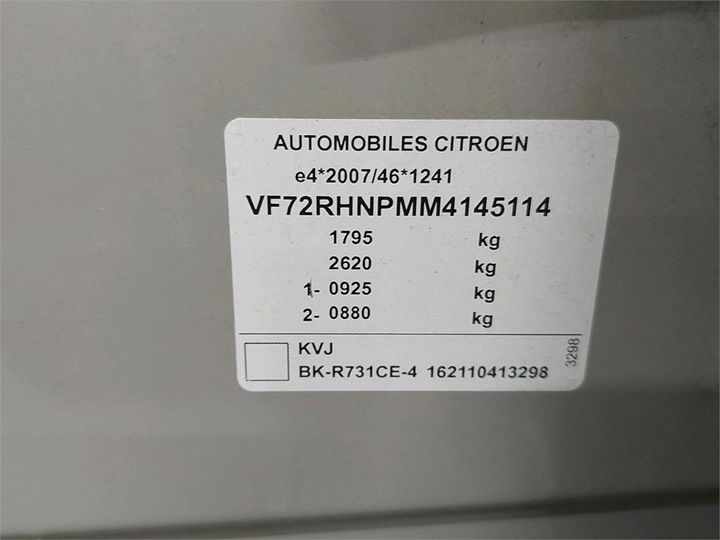 AUTOMOBILES CITROEN
e4*2007/46*1241
VF72RHNPMM4145114
1795 kg
2620 kg
1- 0925 kg
2- 0880 kg
KVJ
BK-R731CE-4 162110413298
3298